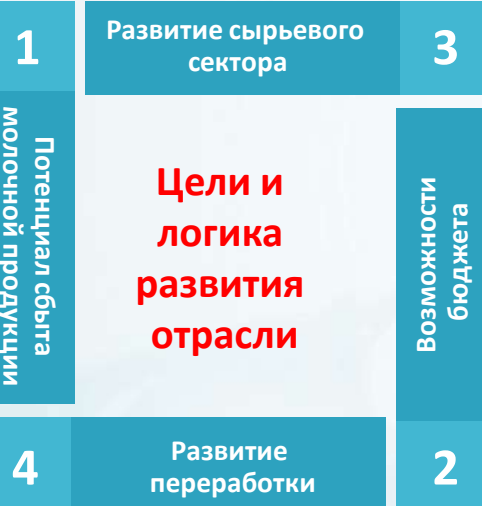 1
Развитие сырьевого
сектора
3
Потенциал сбыта
молочной продукции
Цели и
логика
развития
отрасли
Возможности
бюджета
4
Развитие
переработки
2